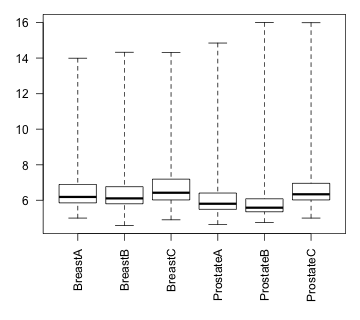 16
14
12
10
8
6
BreastA
BreastB
BreastC
ProstateA
ProstateB
ProstateC